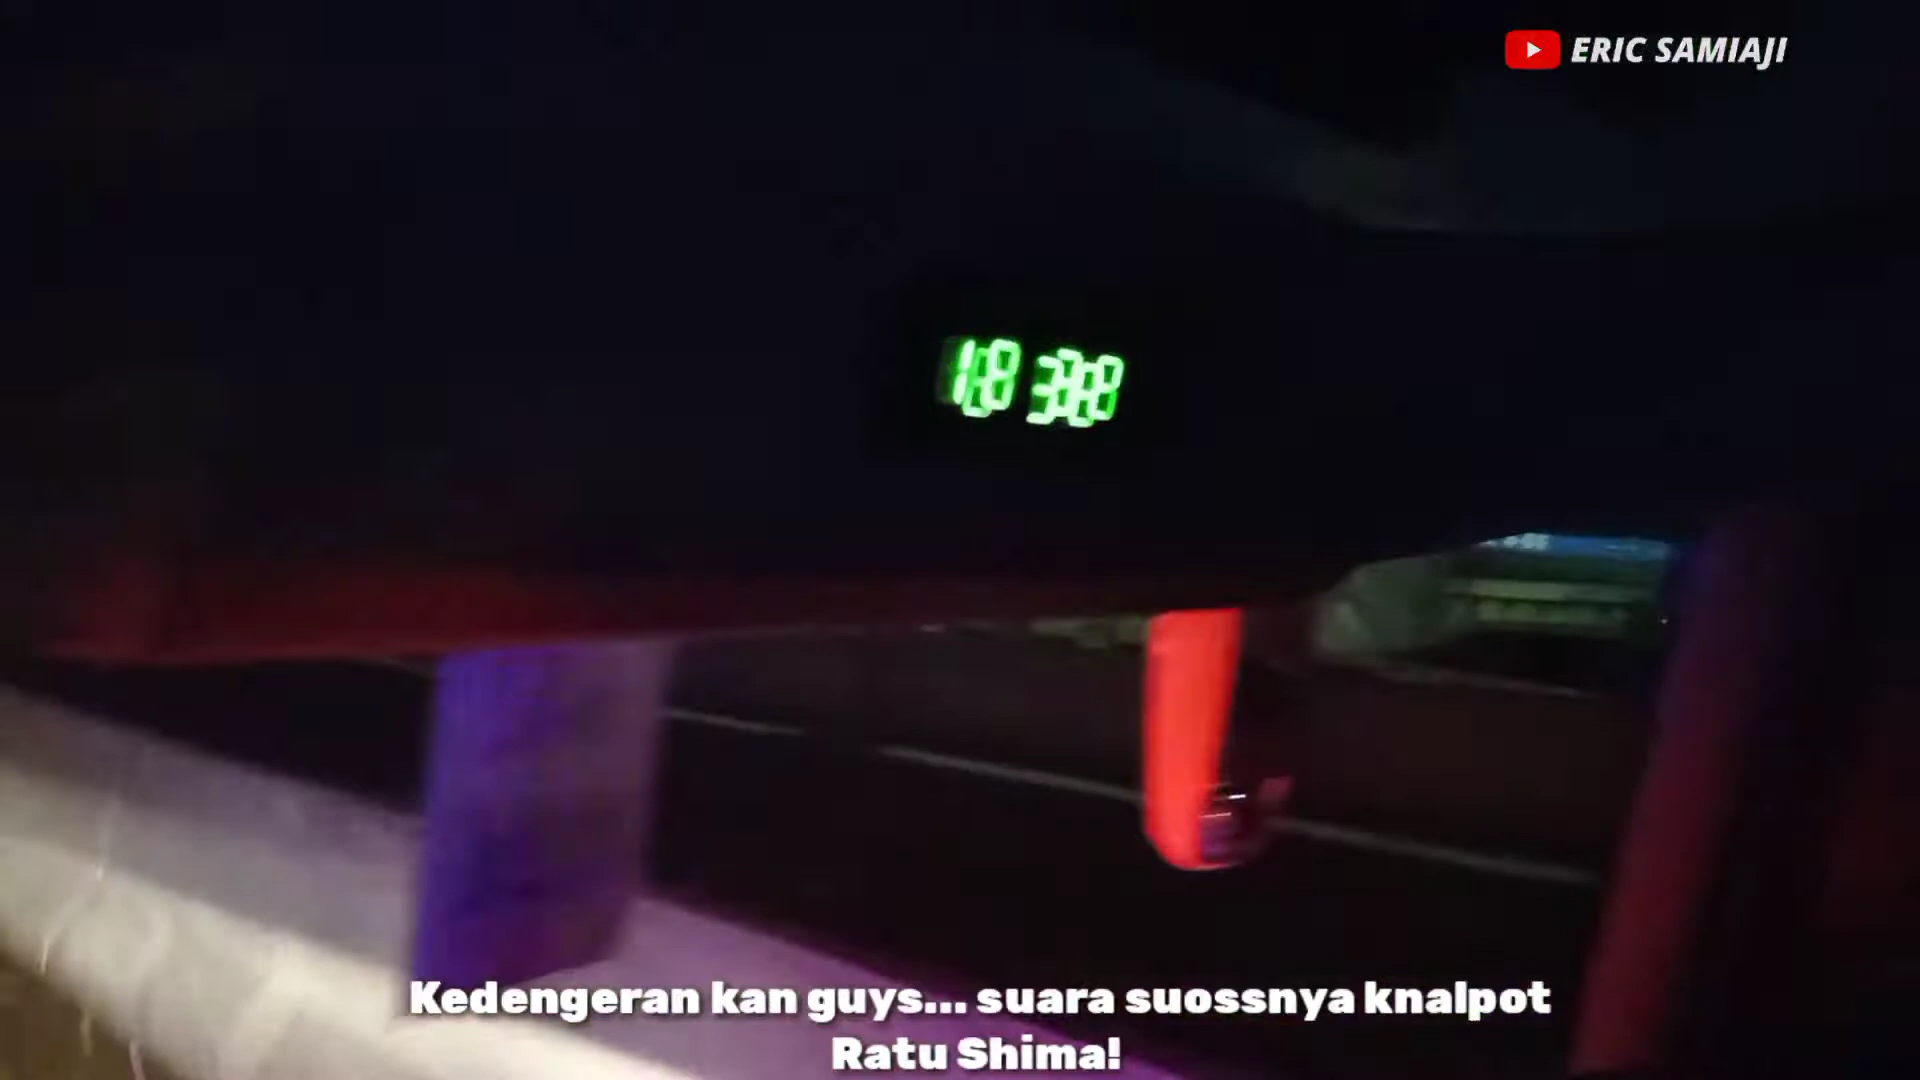 ERIC SAMIAJI
Kedengeran kan guys... suara suossnya knalpot
Ratu Shima!